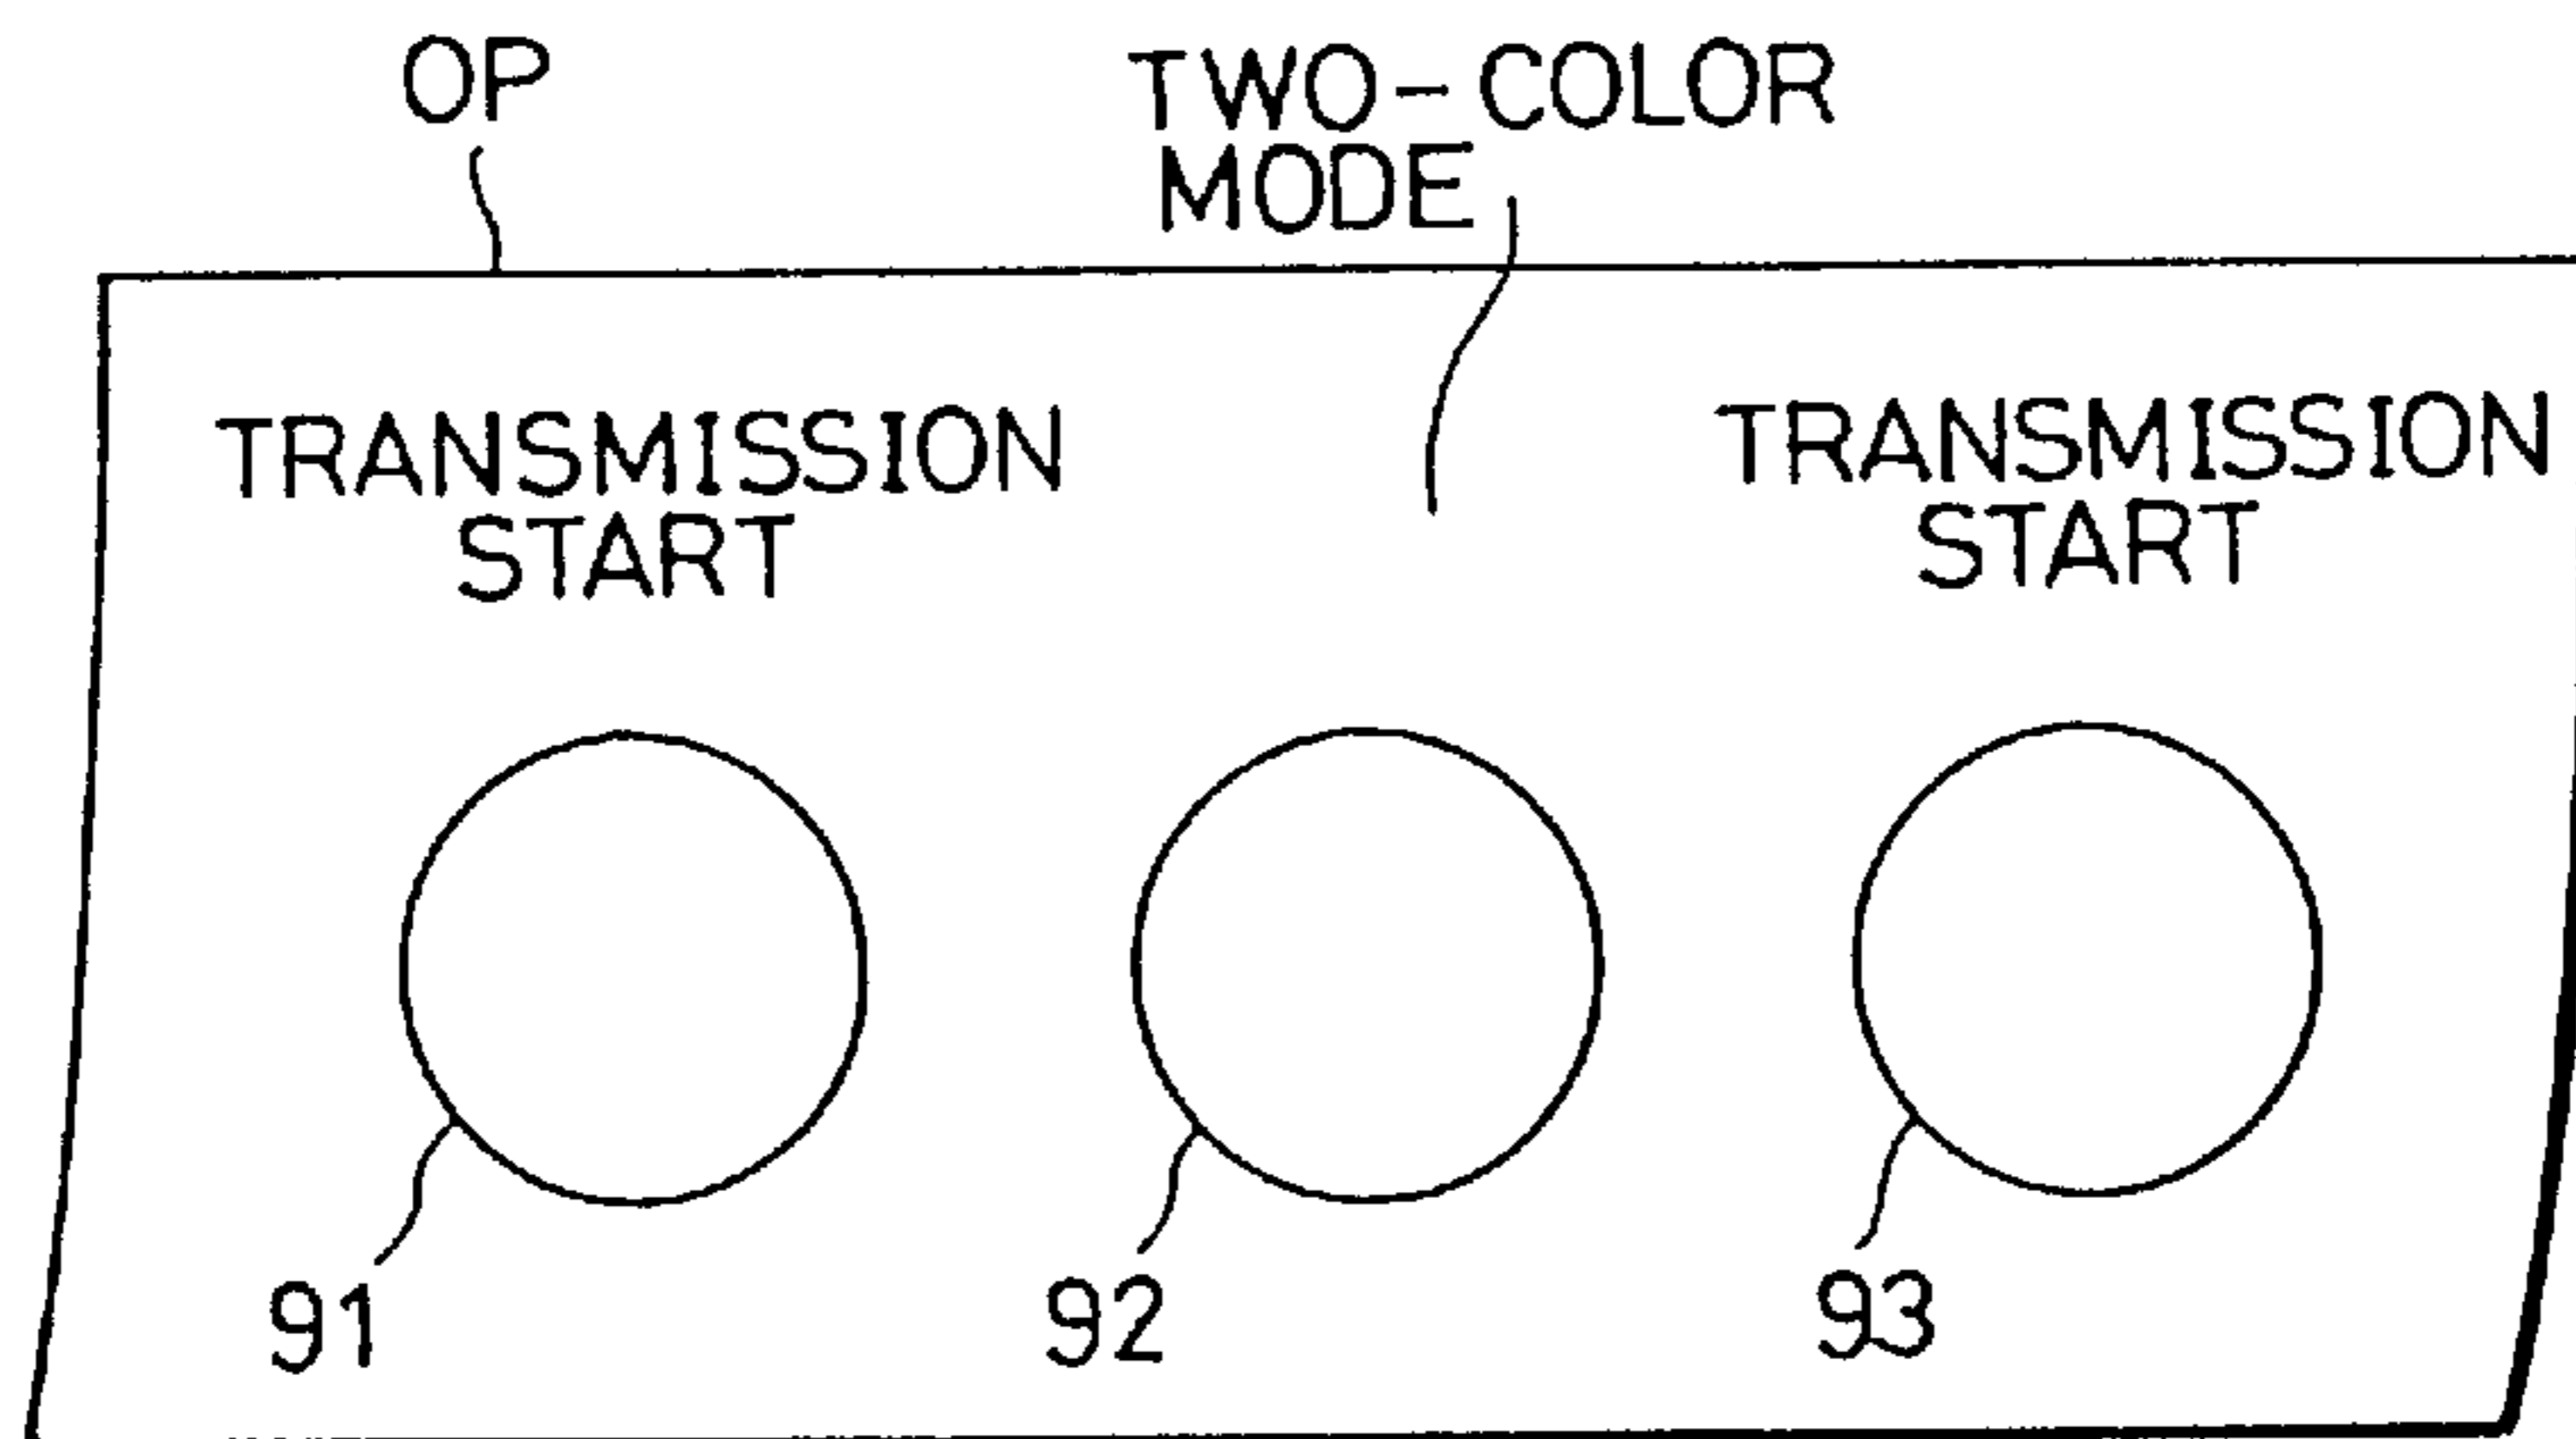 OP
TWO-COLOR
MODE
TRANSMISSION
START
TRANSMISSION
START
91
92
93